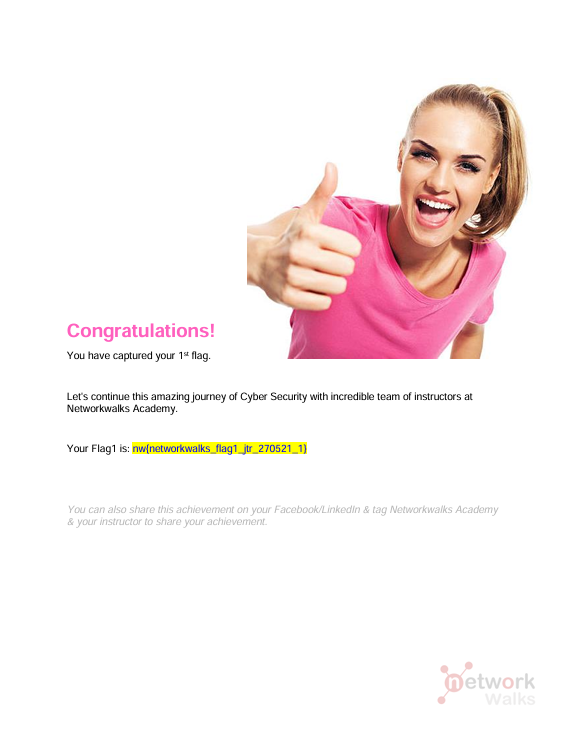 Congratulations!
You have captured your 1st flag.
Let's continue this amazing journey of Cyber Security with incredible team of instructors at
Networkwalks Academy.
Your Flag1 is: nw{networkwalks_flag1_jtr_270521_1}
You can also share this achievement on your Facebook/LinkedIn & tag Networkwalks Academy
& your instructor to share your achievement.
network
Walks